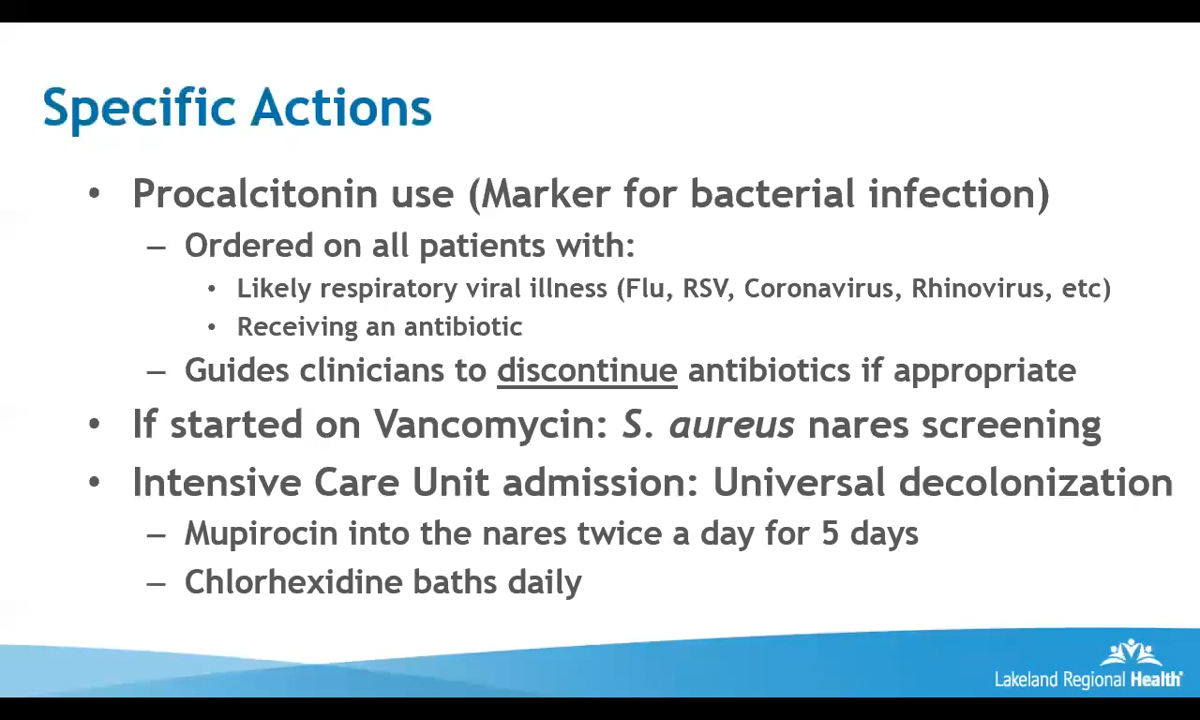 Specific Actions
• Procalcitonin use (Marker for bacterial infection)
– Ordered on all patients with:
• Likely respiratory viral illness (Flu, RSV, Coronavirus, Rhinovirus, etc)
• Receiving an antibiotic
– Guides clinicians to discontinue antibiotics if appropriate
• If started on Vancomycin: S. aureus nares screening
• Intensive Care Unit admission: Universal decolonization
– Mupirocin into the nares twice a day for 5 days
– Chlorhexidine baths daily
Lakeland Regional Health